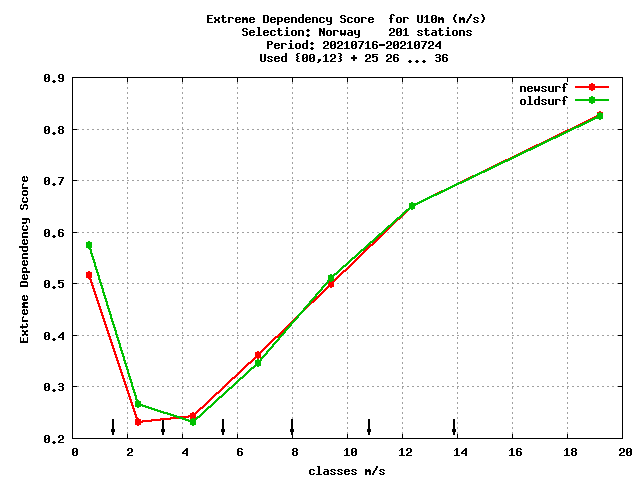 Extreme Dependency Score  for U10m (m/s)
Selection: Norway    201 stations
Period: 20210716-20210724
Used {00,12} + 25 26 ... 36
newsurf
oldsurf
0.9
0.8
0.7
0.6
0.5
0.4
0.3
0.2
Extreme Dependency Score
0 2 4 6 8 10 12 14 16 18 20
classes m/s